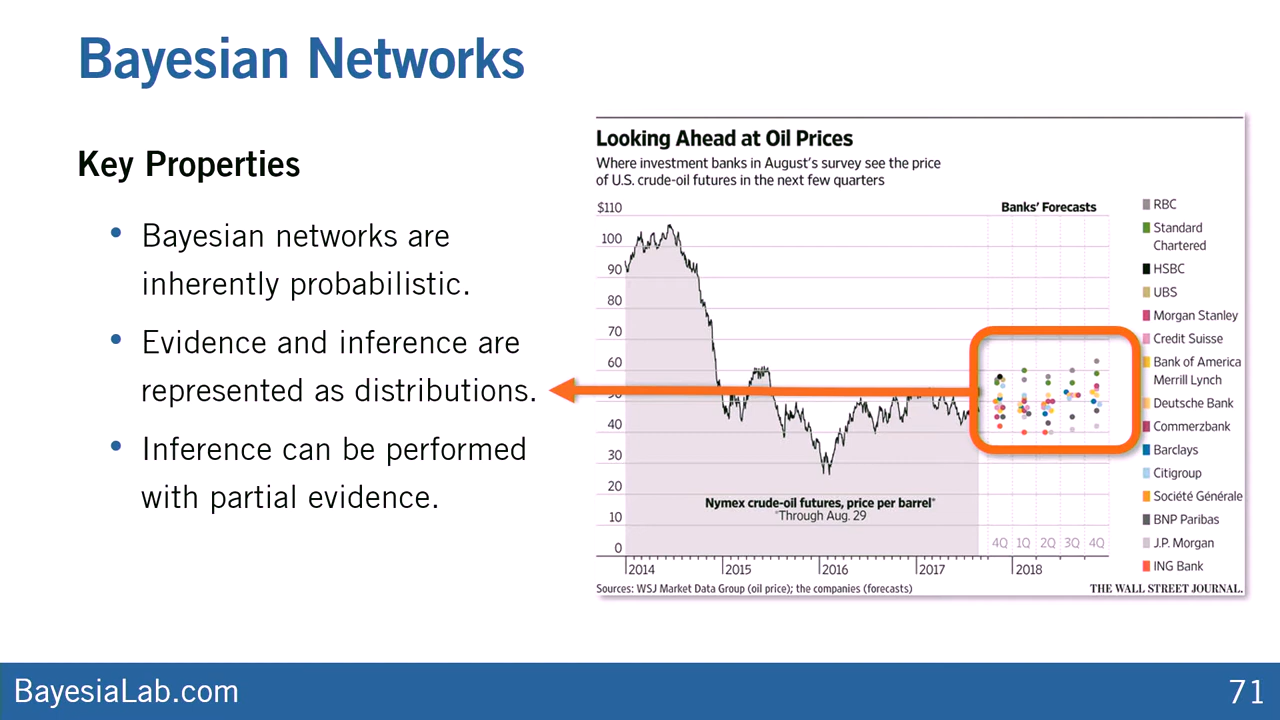 Bayesian Networks
Key Properties
• Bayesian networks are
inherently probabilistic.
• Evidence and inference are
represented as distributions.
• Inference can be performed
with partial evidence.
Looking Ahead at Oil Prices
Where investment banks in August's survey see the price
of U.S. crude-oil futures in the next few quarters
$110
100
90
80
70
60
40
30
20
10
0
Banks' Forecasts
Nymex crude-oil futures, price per barrel*
*Through Aug. 29
4Q 1Q 2Q 3Q 4Q
2014 2015 2016 2017 2018
RBC
Standard
Chartered
HSBC
UBS
Morgan Stanley
Credit Suisse
Bank of America
Merrill Lynch
Deutsche Bank
Commerzbank
Barclays
Citigroup
Société Générale
BNP Paribas
J.P. Morgan
ING Bank
Sources: WSJ Market Data Group (oil price); the companies (forecasts)
THE WALL STREET JOURNAL.
BayesiaLab.com
71